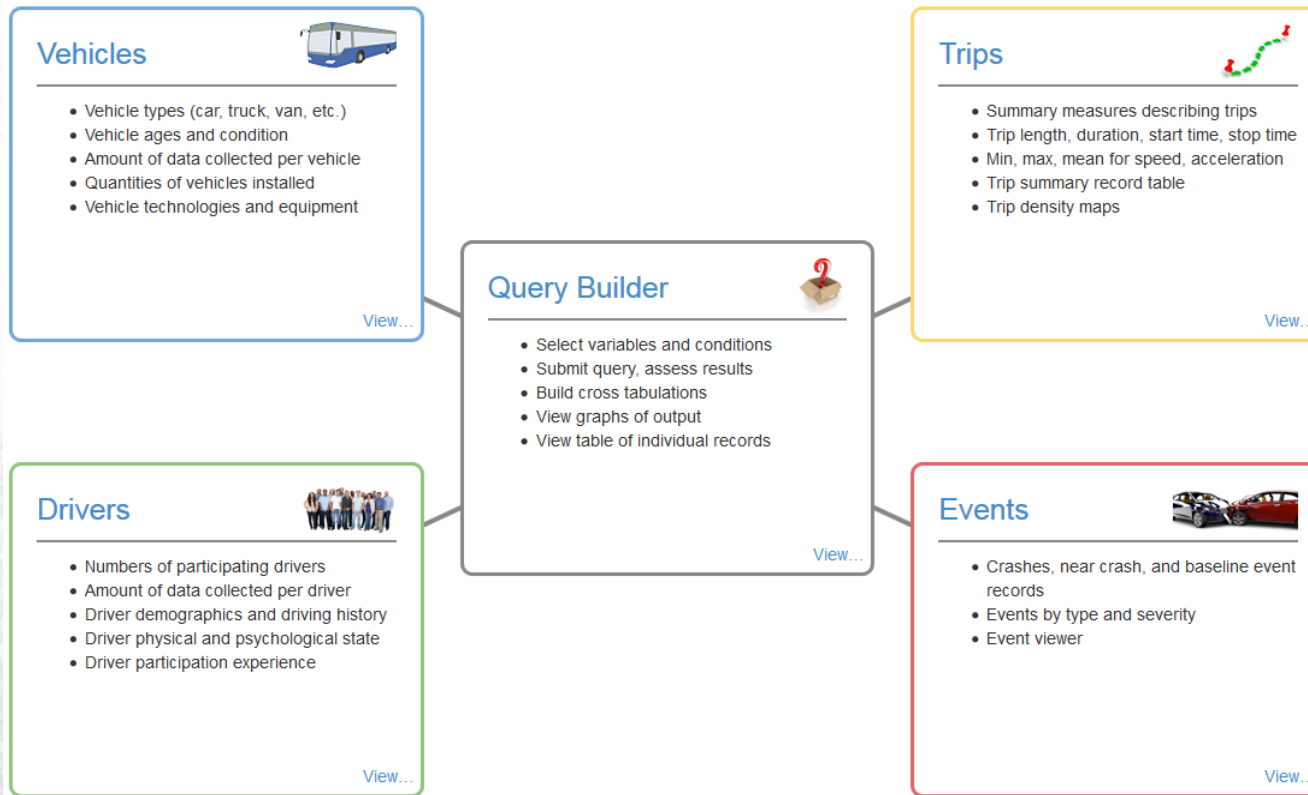 Vehicles
• Vehicle types (car, truck, van, etc.)
• Vehicle ages and condition
• Amount of data collected per vehicle
• Quantities of vehicles installed
• Vehicle technologies and equipment
View...
Trips
• Summary measures describing trips
• Trip length, duration, start time, stop time
• Min, max, mean for speed, acceleration
• Trip summary record table
• Trip density maps
View...
Query Builder
• Select variables and conditions
• Submit query, assess results
• Build cross tabulations
• View graphs of output
• View table of individual records
View...
Drivers
• Numbers of participating drivers
• Amount of data collected per driver
• Driver demographics and driving history
• Driver physical and psychological state
• Driver participation experience
View...
Events
• Crashes, near crash, and baseline event
records
• Events by type and severity
• Event viewer
View...